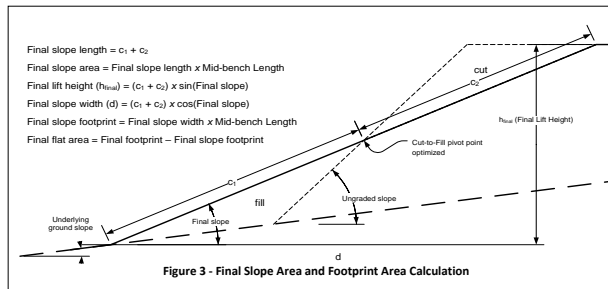 Final slope length = c₁ + c₂
Final slope area = Final slope length x Mid-bench Length
Final lift height (hfinal) = (c₁ + c₂) x sin(Final slope)
Final slope width (d) = (c₁ + c₂) x cos(Final slope)
Final slope footprint = Final slope width x Mid-bench Length
Final flat area = Final footprint – Final slope footprint
cut
c₂
hfinal (Final Lift Height)
Cut-to-Fill pivot point
optimized
c₁
Ungraded slope
fill
Final slope
Underlying
ground slope
d
Figure 3 - Final Slope Area and Footprint Area Calculation